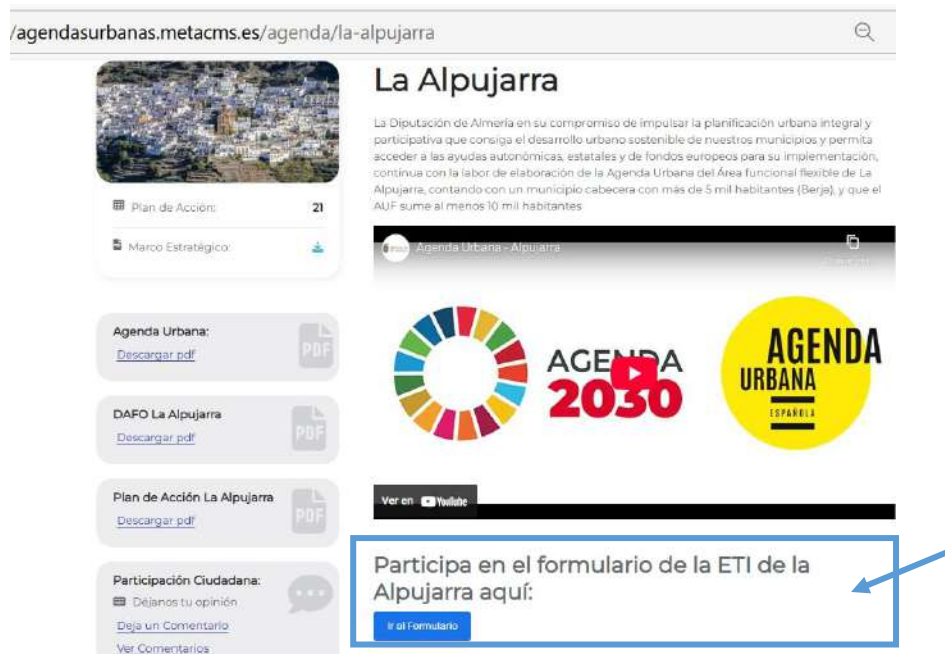 /agendasurbanas.metacms.es/agenda/la-alpujarra
Plan de Acción: 21
Marco Estratégico:
Agenda Urbana:
Descargar pdf
PDF
DAFO La Alpujarra
Descargar pdf
PDF
Plan de Acción La Alpujarra
Descargar pdf
PDF
Participación Ciudadana:
Déjanos tu opinión
Deja un Comentario
Ver Comentarios
La Alpujarra
La Diputación de Almería en su compromiso de impulsar la planificación urbana integral y
participativa que consiga el desarrollo urbano sostenible de nuestros municipios y permita
acceder a las ayudas autonómicas, estatales y de fondos europeos para su implementación,
continua con la labor de elaboración de la Agenda Urbana del Área funcional flexible de La
Alpujarra, contando con un municipio cabecera con más de 5 mil habitantes (Berja), y que el
AUF sume al menos 10 mil habitantes
Agenda Urbana - Alpujarra
AGENDA
2030
AGENDA
URBANA
ESPAÑOLA
Ver en YouTube
Participa en el formulario de la ETI de la
Alpujarra aquí:
Ir al Formulario